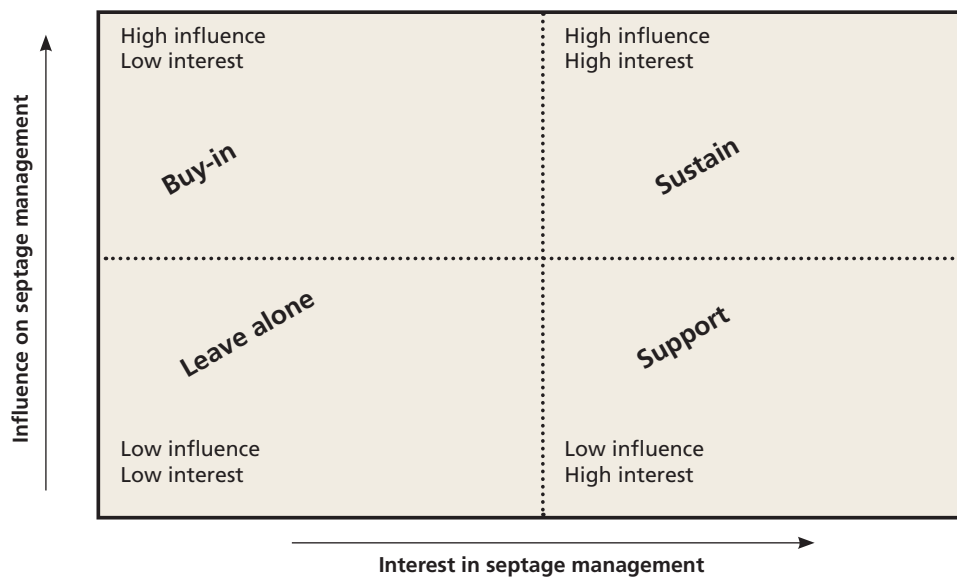 High influence
Low interest
High influence
High interest
Buy-in
Sustain
Influence on septage management
Leave alone
Support
Low influence
Low interest
Low influence
High interest
Interest in septage management